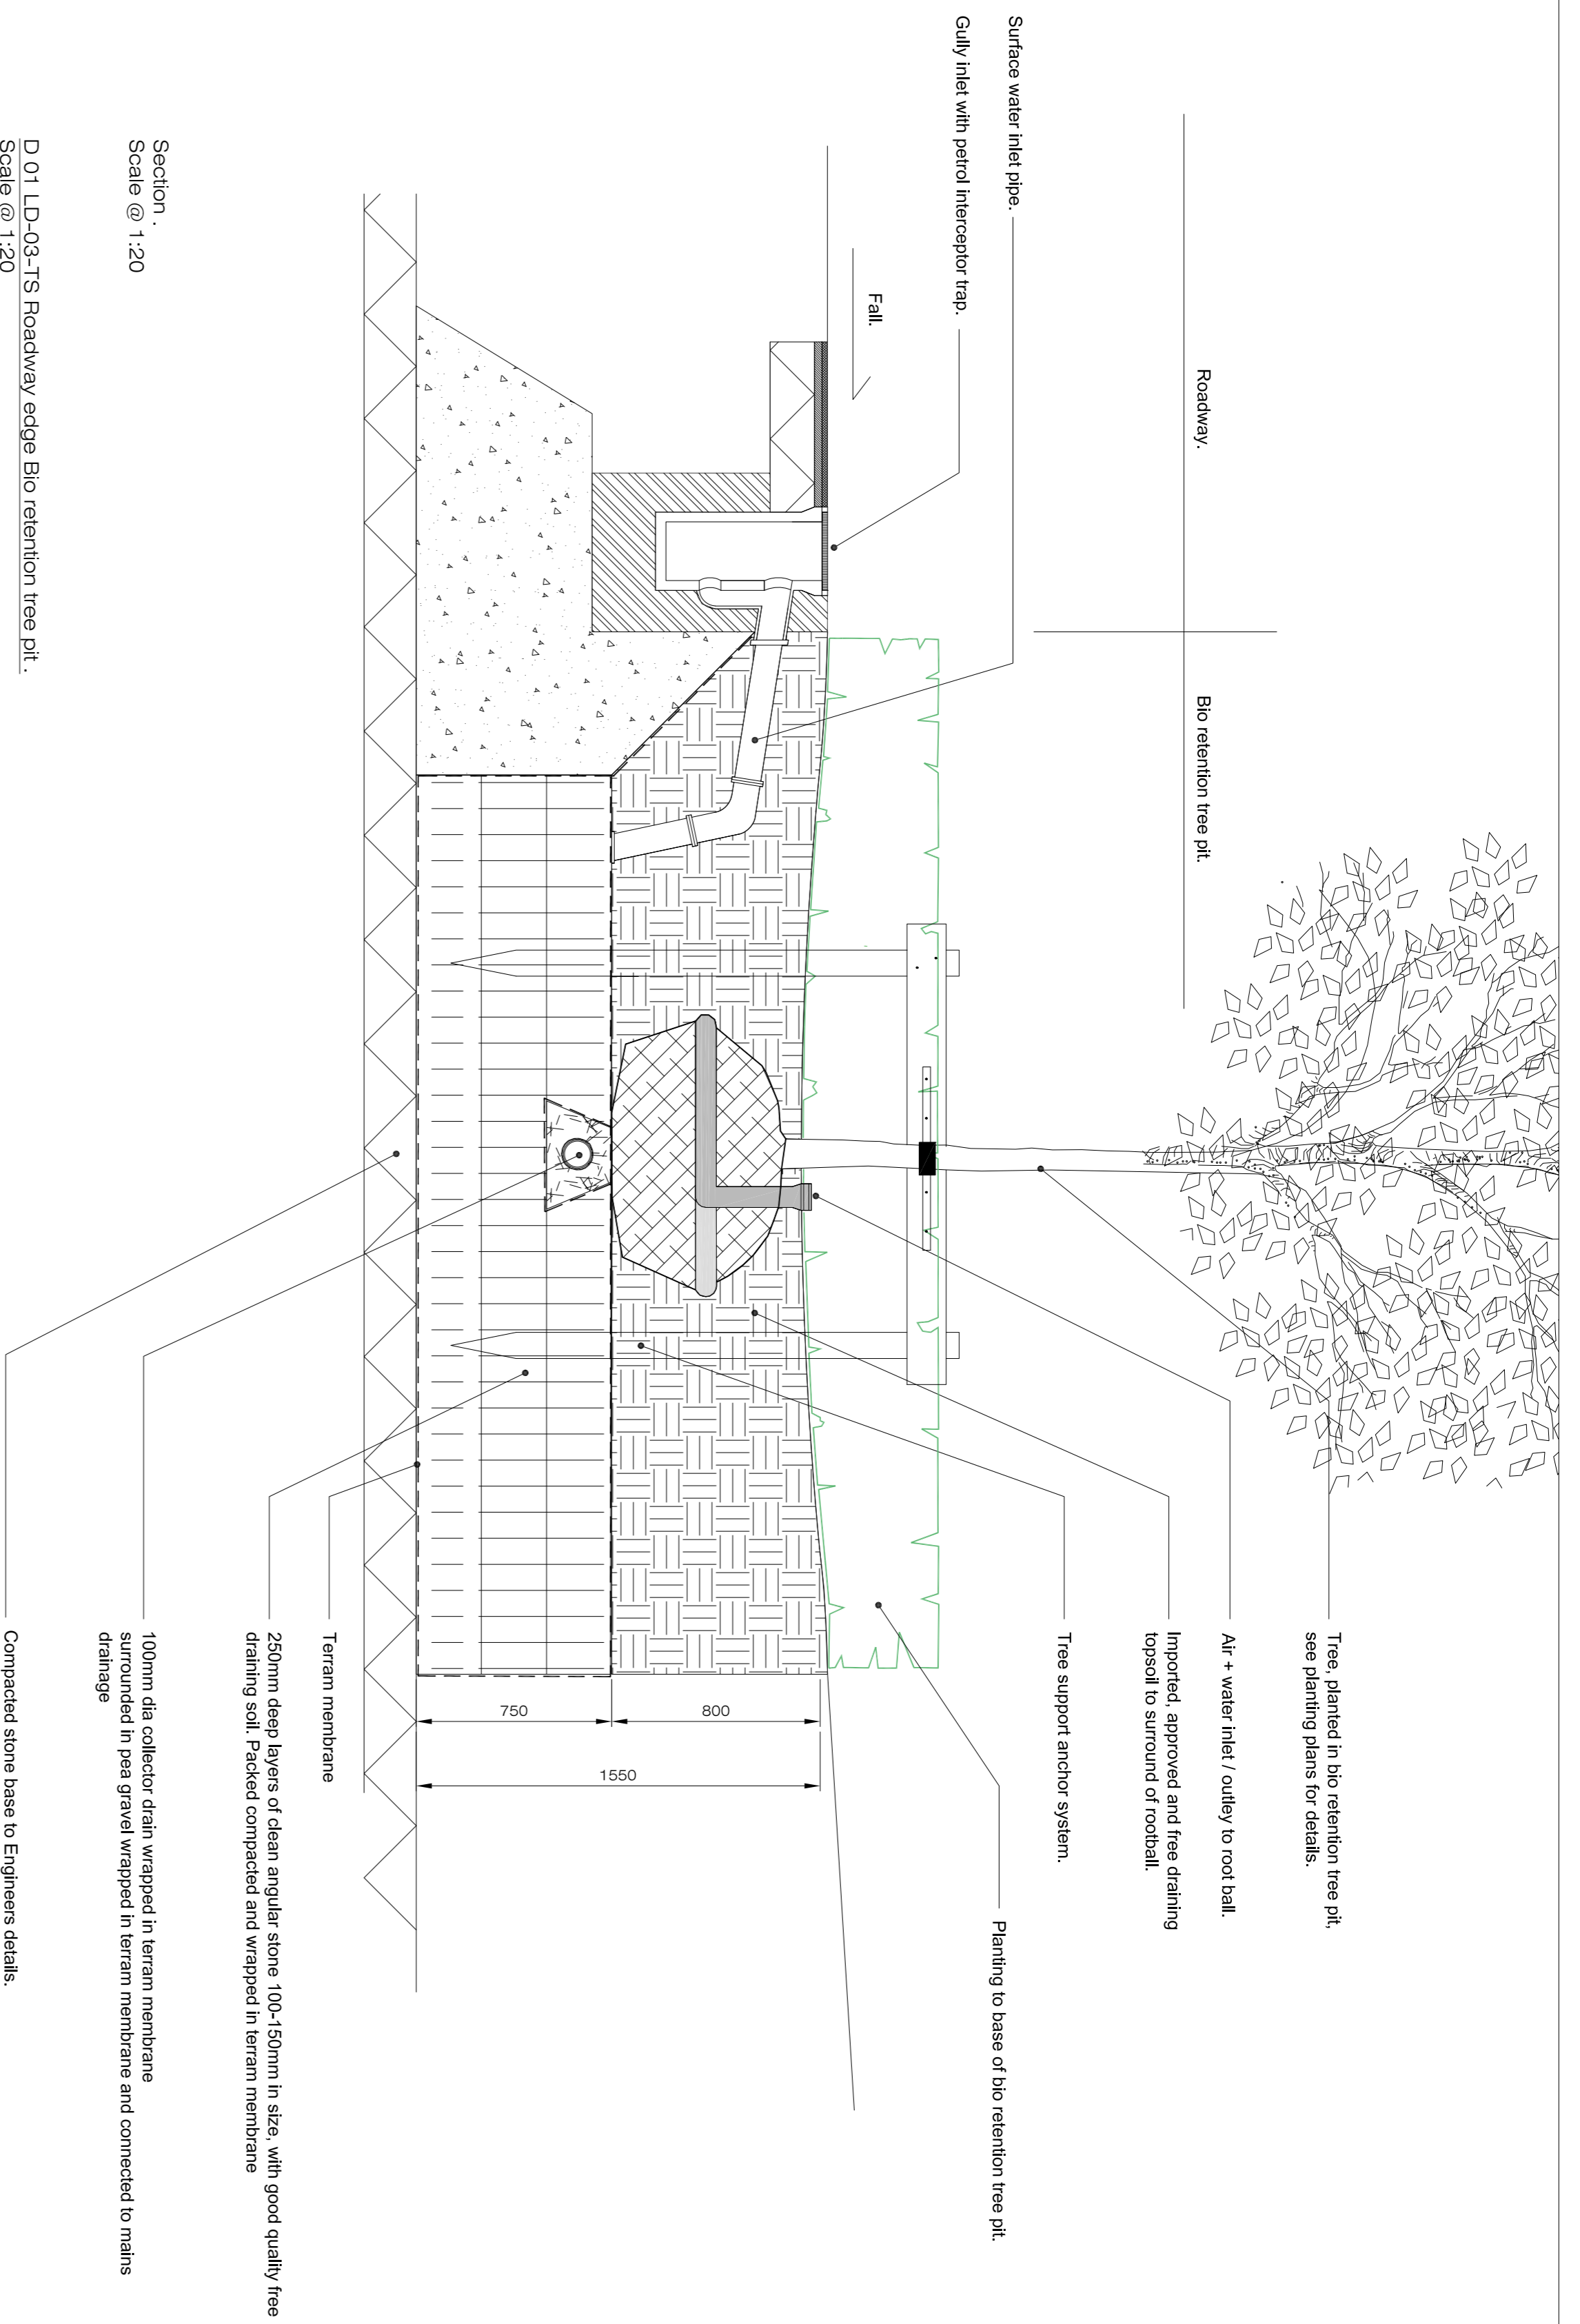 Roadway.
Bio retention tree pit.
Surface water inlet pipe.
Gully inlet with petrol interceptor trap.
Fall.
Tree, planted in bio retention tree pit,
see planting plans for details.
Air + water inlet / outley to root ball.
Imported, approved and free draining
topsoil to surround of rootball.
Tree support anchor system.
Planting to base of bio retention tree pit.
800
750
1550
Terram membrane
250mm deep layers of clean angular stone 100-150mm in size, with good quality free
draining soil. Packed compacted and wrapped in terram membrane
100mm dia collector drain wrapped in terram membrane
surrounded in pea gravel wrapped in terram membrane and connected to mains
drainage
Compacted stone base to Engineers details.
Section .
Scale @ 1:20
D 01 LD-03-TS Roadway edge Bio retention tree pit .
Scale @ 1:20